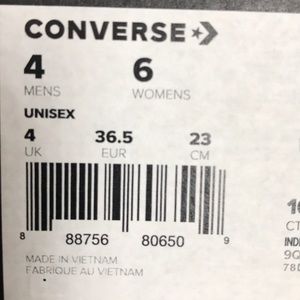 CONVERSE
4 6
MENS WOMENS
UNISEX
4 36.5 23
UK EUR CM
8 88756 80650 9
MADE IN VIETNAM
FABRIQUE AU VIETNAM